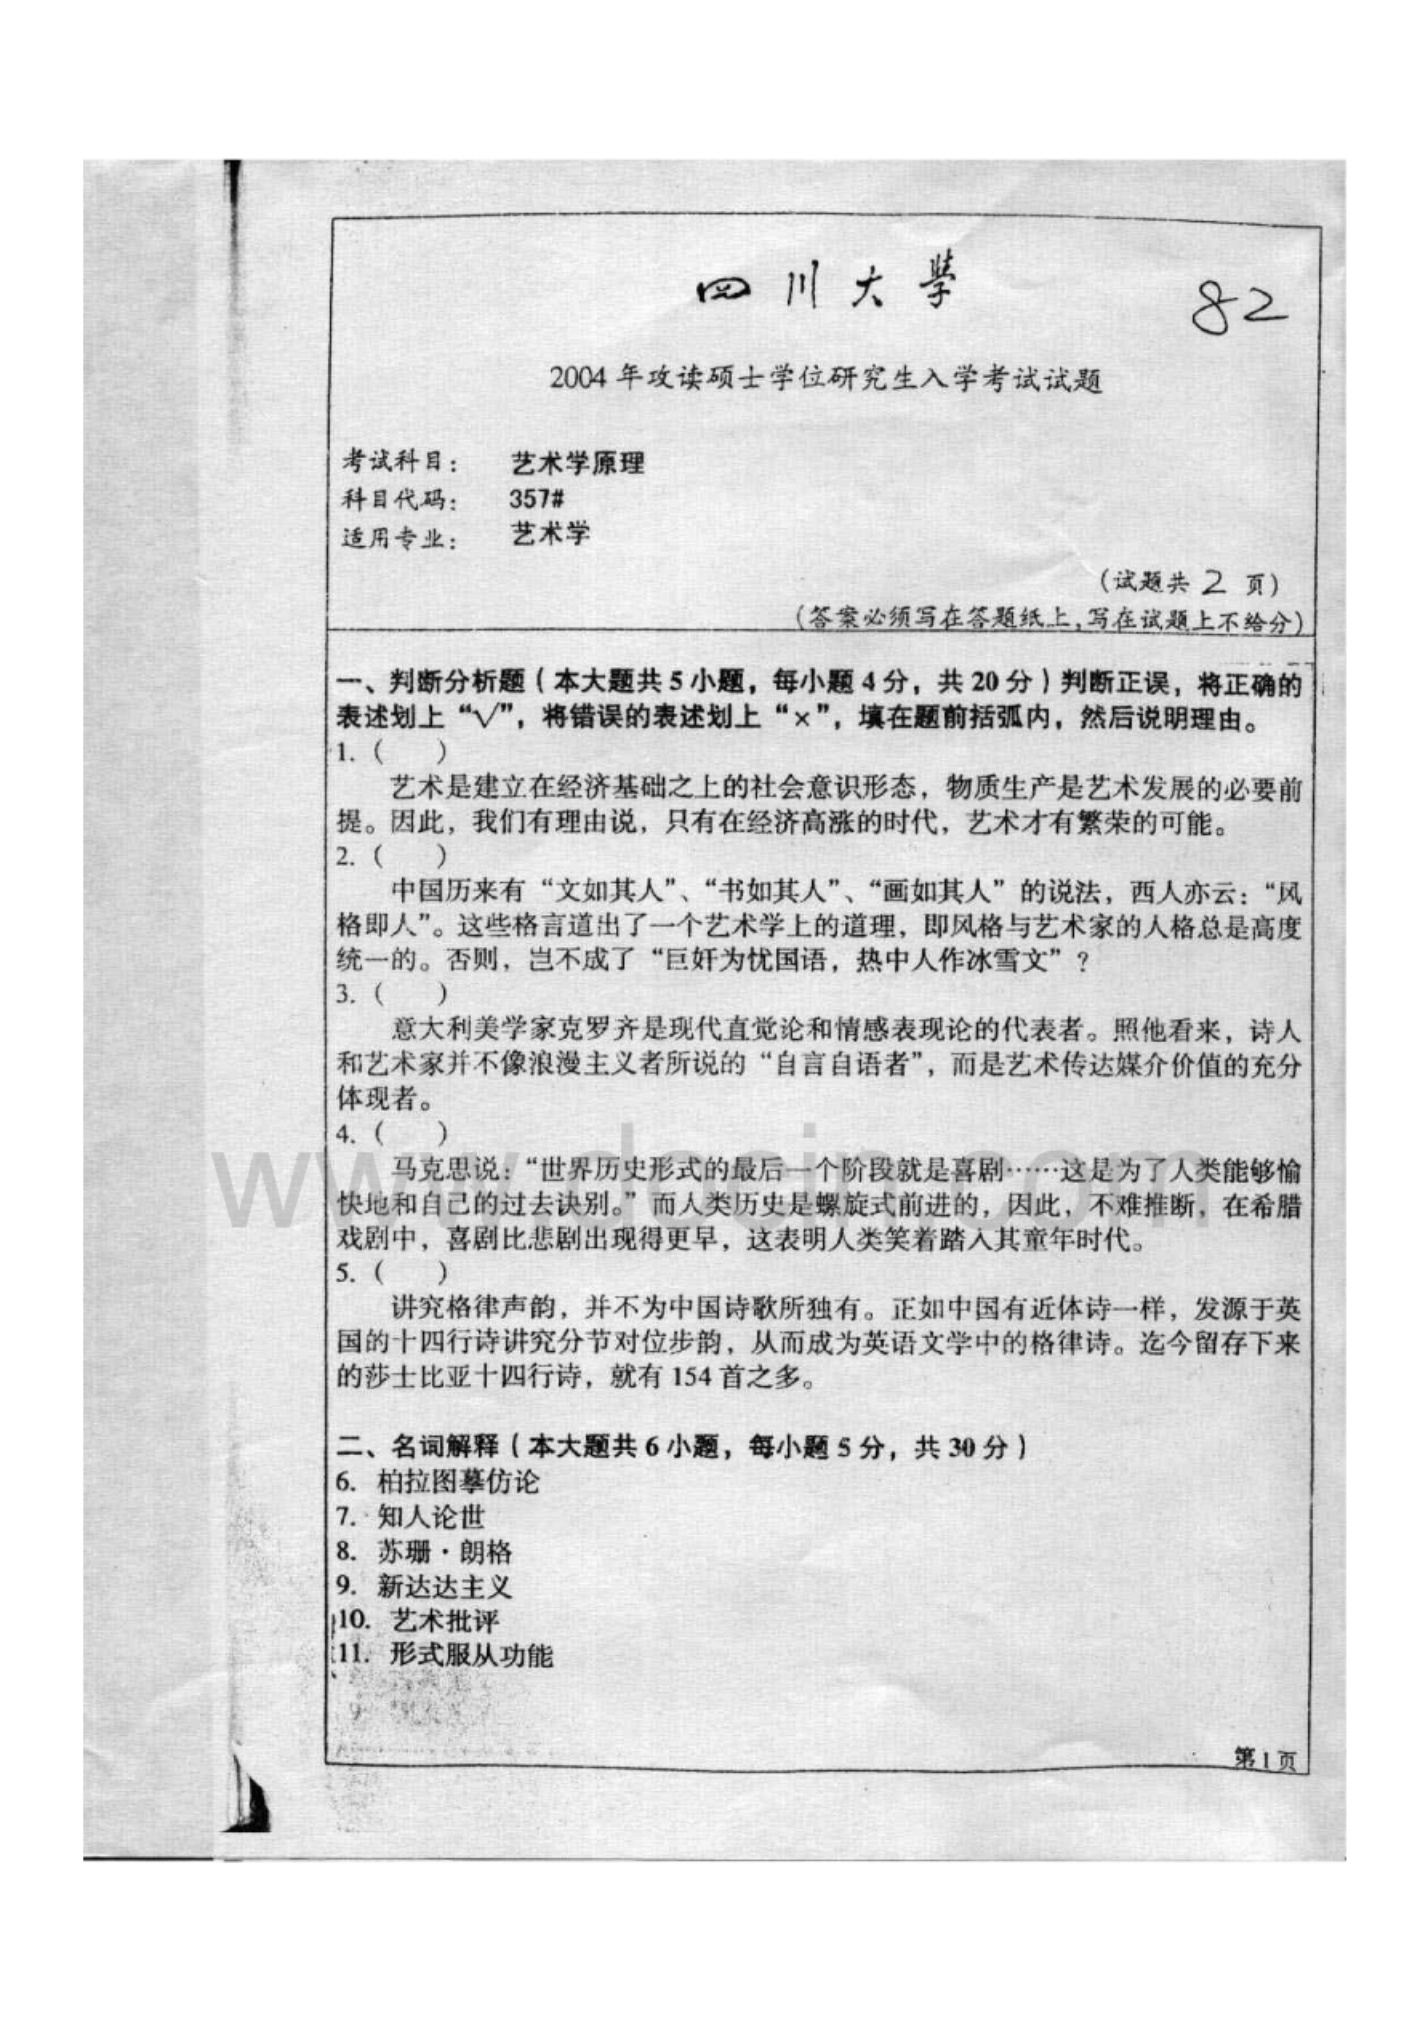 四川大學
82
2004 年攻读硕士学位研究生入学考试试题
考试科目： 艺术学原理
科目代码： 357#
适用专业： 艺术学
（试题共 2 页）
（答案必须写在答题纸上，写在试题上不给分）
一、判断分析题（本大题共 5 小题，每小题 4 分，共 20 分）判断正误，将正确的
表述划上“√”，将错误的表述划上“×”，填在题前括弧内，然后说明理由。
1.（ ）
艺术是建立在经济基础之上的社会意识形态，物质生产是艺术发展的必要前
提。因此，我们有理由说，只有在经济高涨的时代，艺术才有繁荣的可能。
2.（ ）
中国历来有“文如其人”、“书如其人”、“画如其人”的说法，西人亦云：“风
格即人”。这些格言道出了一个艺术学上的道理，即风格与艺术家的人格总是高度
统一的。否则，岂不成了“巨奸为忧国语，热中人作冰雪文”？
3.（ ）
意大利美学家克罗齐是现代直觉论和情感表现论的代表者。照他看来，诗人
和艺术家并不像浪漫主义者所说的“自言自语者”，而是艺术传达媒介价值的充分
体现者。
4.（ ）
马克思说：“世界历史形式的最后一个阶段就是喜剧……这是为了人类能够愉
快地和自己的过去诀别。”而人类历史是螺旋式前进的，因此，不难推断，在希腊
戏剧中，喜剧比悲剧出现得更早，这表明人类笑着踏入其童年时代。
5.（ ）
讲究格律声韵，并不为中国诗歌所独有。正如中国有近体诗一样，发源于英
国的十四行诗讲究分节对位步韵，从而成为英语文学中的格律诗。迄今留存下来
的莎士比亚十四行诗，就有 154 首之多。
二、名词解释（本大题共 6 小题，每小题 5 分，共 30 分）
6. 柏拉图摹仿论
7. 知人论世
8. 苏珊·朗格
9. 新达达主义
10. 艺术批评
11. 形式服从功能
第 1 页
www.docin.com